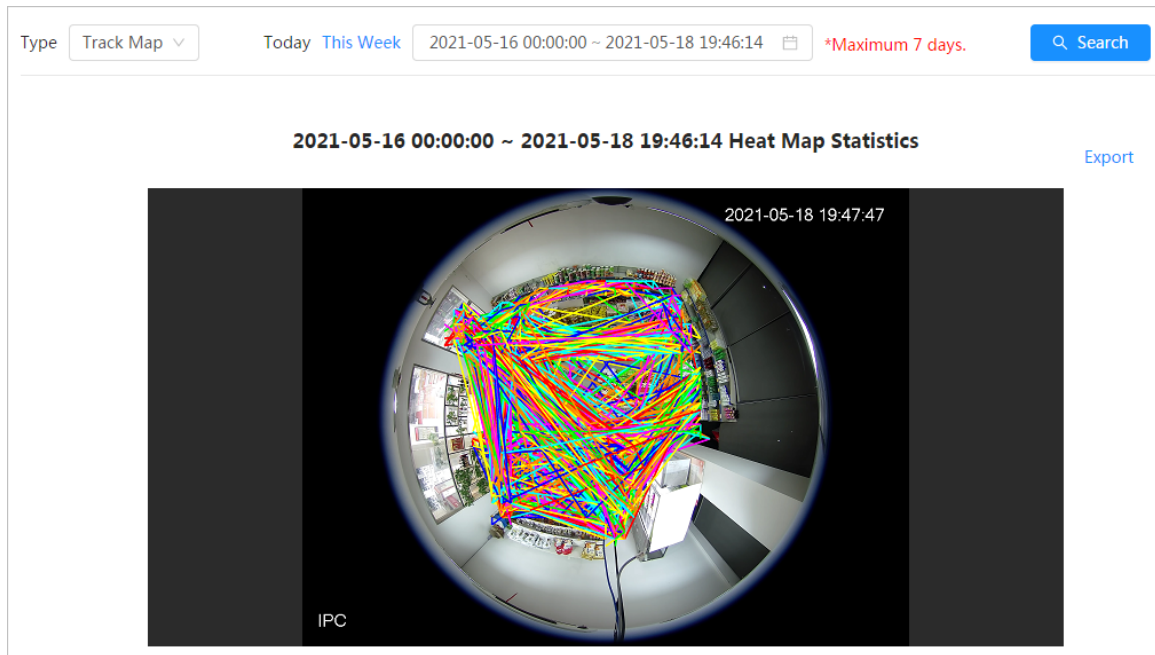 Type Track Map Today This Week 2021-05-16 00:00:00 ~ 2021-05-18 19:46:14 *Maximum 7 days. Search
2021-05-16 00:00:00 ~ 2021-05-18 19:46:14 Heat Map Statistics
Export
2021-05-18 19:47:47
IPC